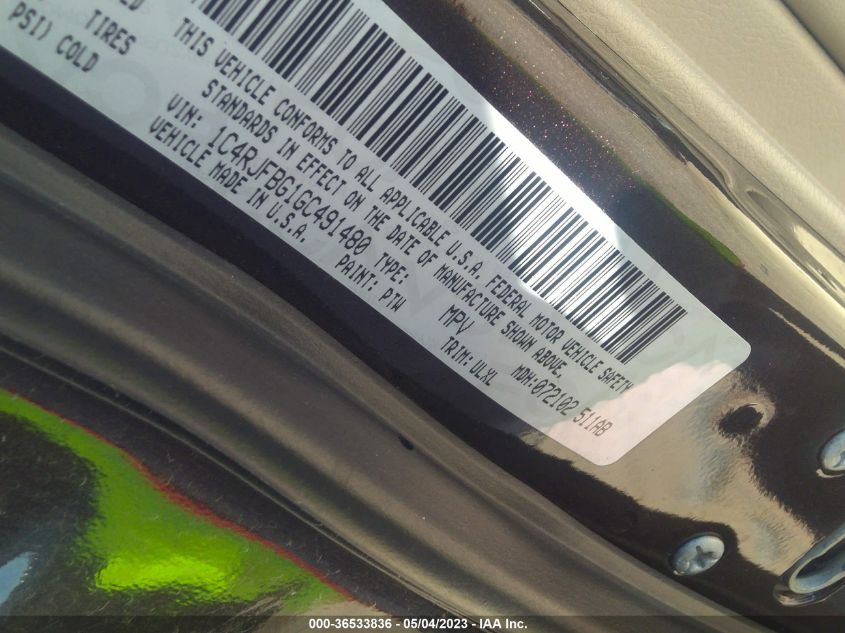 TIRES
PSI) COLD
THIS VEHICLE CONFORMS TO ALL APPLICABLE U.S.A. FEDERAL MOTOR VEHICLE SAFETY
STANDARDS IN EFFECT ON THE DATE OF MANUFACTURE SHOWN ABOVE.
VIN: 1C4RJFBG1GC491480 TYPE: MPV MDH:072102 511AB
VEHICLE MADE IN U.S.A. PAINT: PTW TRIM: ULXL
000-36533836 - 05/04/2023 - IAA Inc.